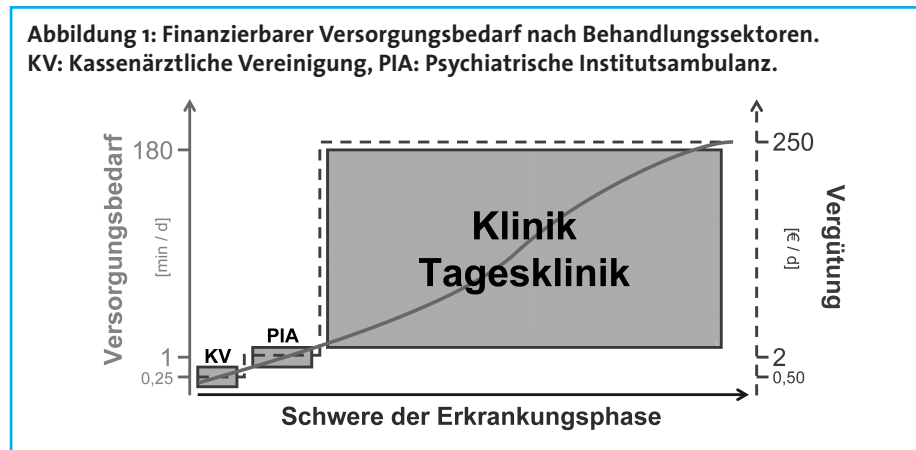 Abbildung 1: Finanzierbarer Versorgungsbedarf nach Behandlungssektoren.
KV: Kassenärztliche Vereinigung, PIA: Psychiatrische Institutsambulanz.
Versorgungsbedarf
[min / d]
180
1
0,25
KV
PIA
Klinik
Tagesklinik
250
2
0,50
Vergütung
[€ / d]
Schwere der Erkrankungsphase